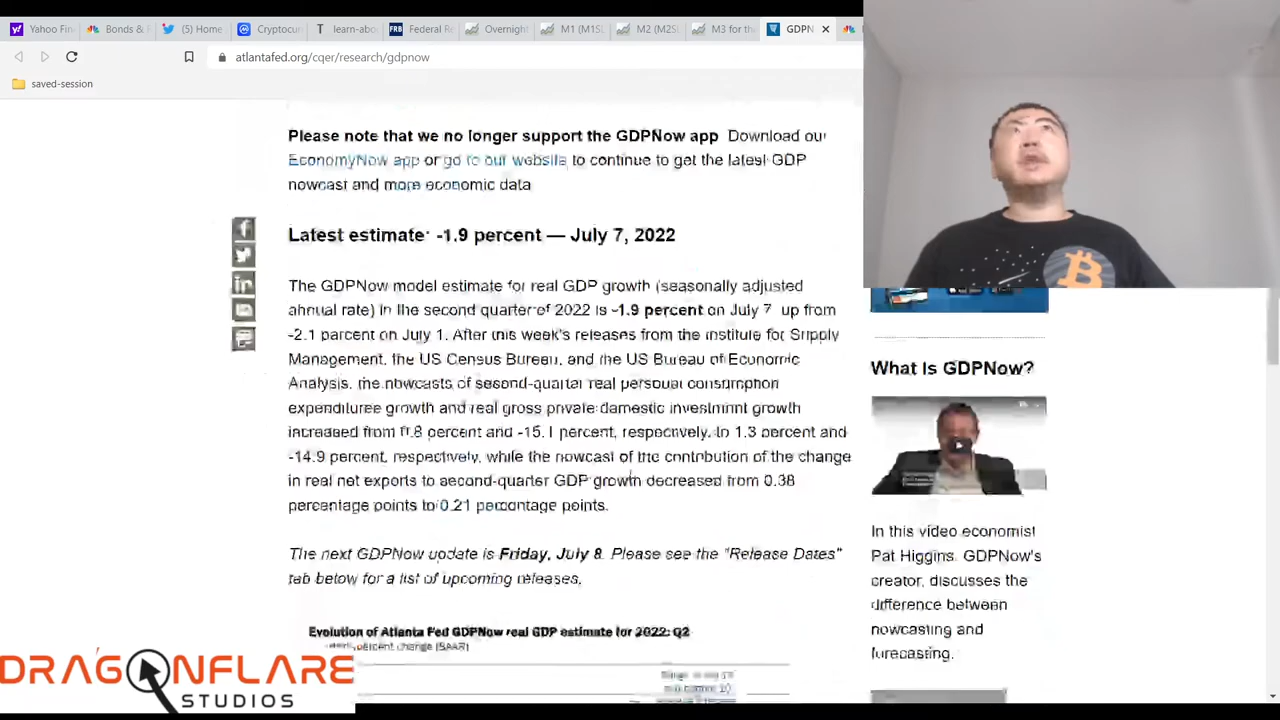 Yahoo Fin
Bonds &
(5) Home
Cryptocur
learn-abo
Federal Re
Overnight
M1 (M1SL
M2 (M2SL
M3 for th
GDPN
atlantafed.org/cqer/research/gdpnow
saved-session
Please note that we no longer support the GDPNow app Download our
EconomyNow app or go to our website to continue to get the latest GDP
nowcast and more economic data
Latest estimate: -1.9 percent — July 7, 2022
The GDPNow model estimate for real GDP growth (seasonally adjusted
annual rate) in the second quarter of 2022 is -1.9 percent on July 7 up from
-2.1 percent on July 1. After this week's releases from the Institute for Supply
Management, the US Census Bureau, and the US Bureau of Economic
Analysis, the nowcasts of second-quarter real personal consumption
expenditures growth and real gross private domestic investment growth
increased from 0.8 percent and -15.1 percent, respectively, to 1.3 percent and
-14.9 percent, respectively, while the nowcast of the contribution of the change
in real net exports to second-quarter GDP growth decreased from 0.38
percentage points to 0.21 percentage points.
The next GDPNow update is Friday, July 8. Please see the "Release Dates"
tab below for a list of upcoming releases.
Evolution of Atlanta Fed GDPNow real GDP estimate for 2022: Q2
percent change (SAAR)
What Is GDPNow?
In this video economist
Pat Higgins, GDPNow's
creator, discusses the
difference between
nowcasting and
forecasting.
DRAGONFLARE
STUDIOS